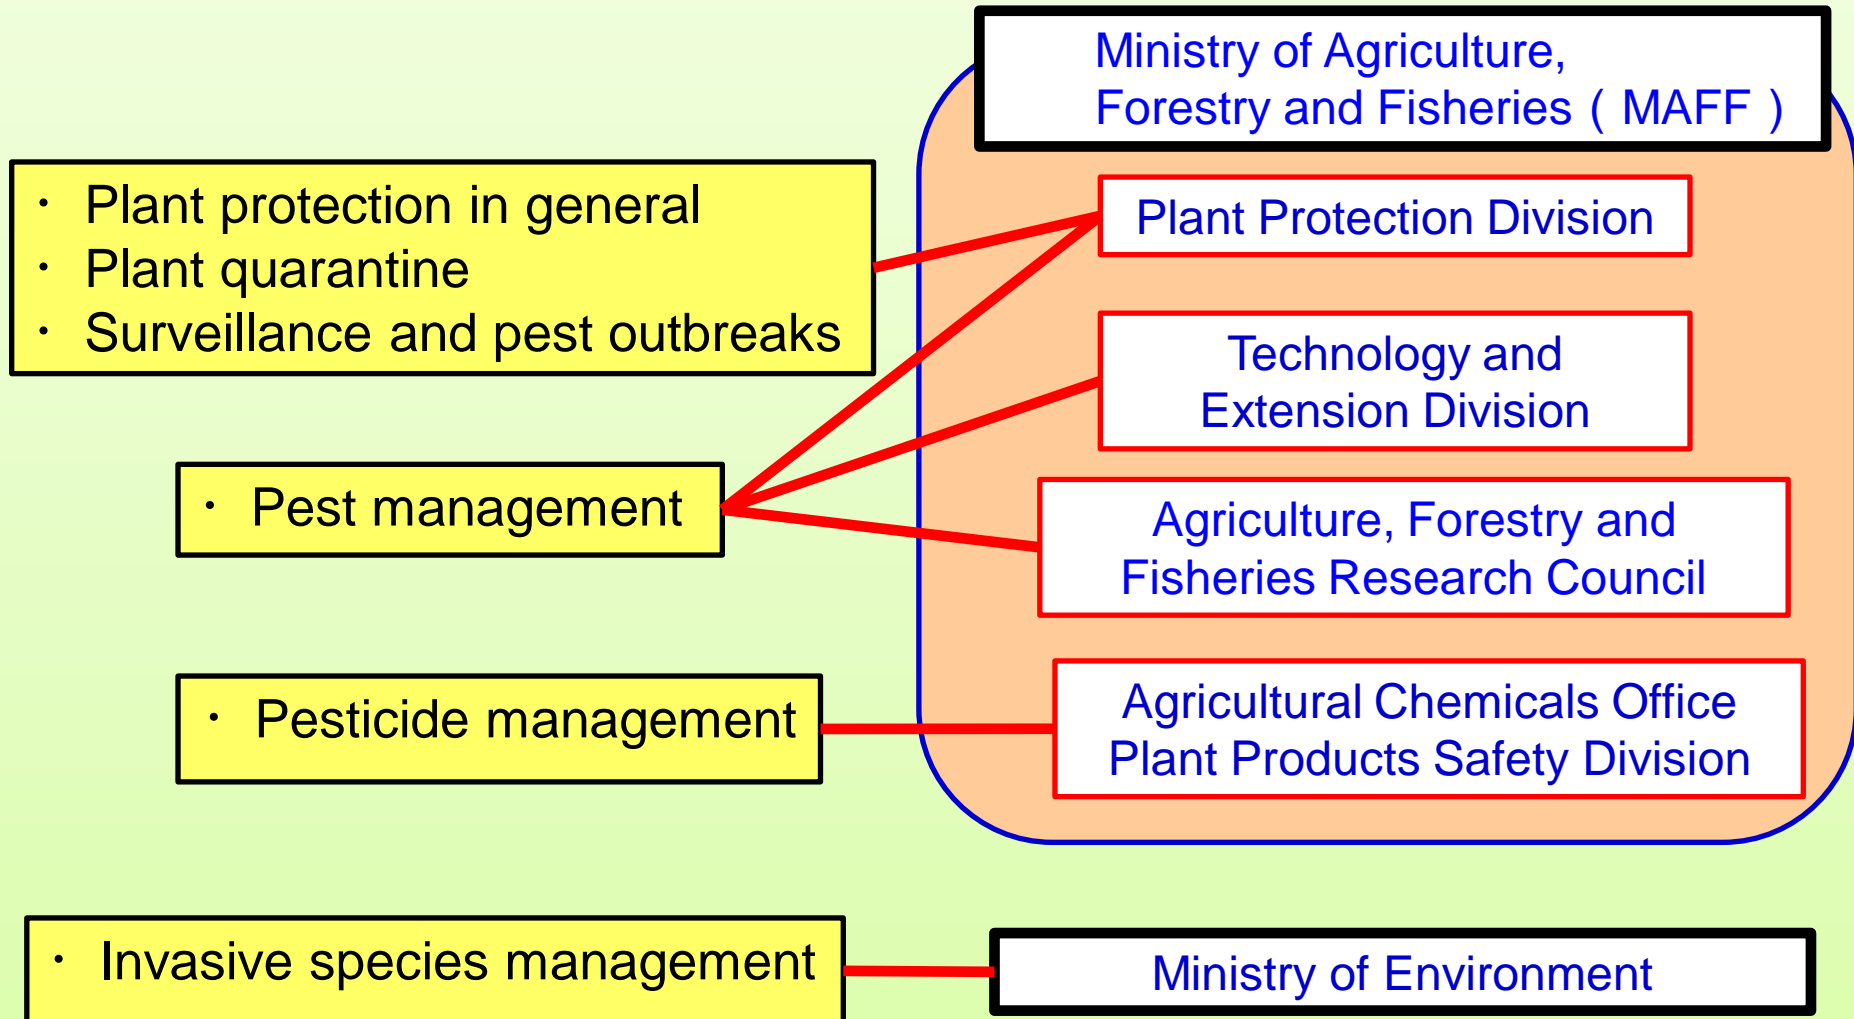 Ministry of Agriculture,
Forestry and Fisheries ( MAFF )
・ Plant protection in general
・ Plant quarantine
・ Surveillance and pest outbreaks
Plant Protection Division
Technology and
Extension Division
・ Pest management
Agriculture, Forestry and
Fisheries Research Council
・ Pesticide management
Agricultural Chemicals Office
Plant Products Safety Division
・ Invasive species management
Ministry of Environment